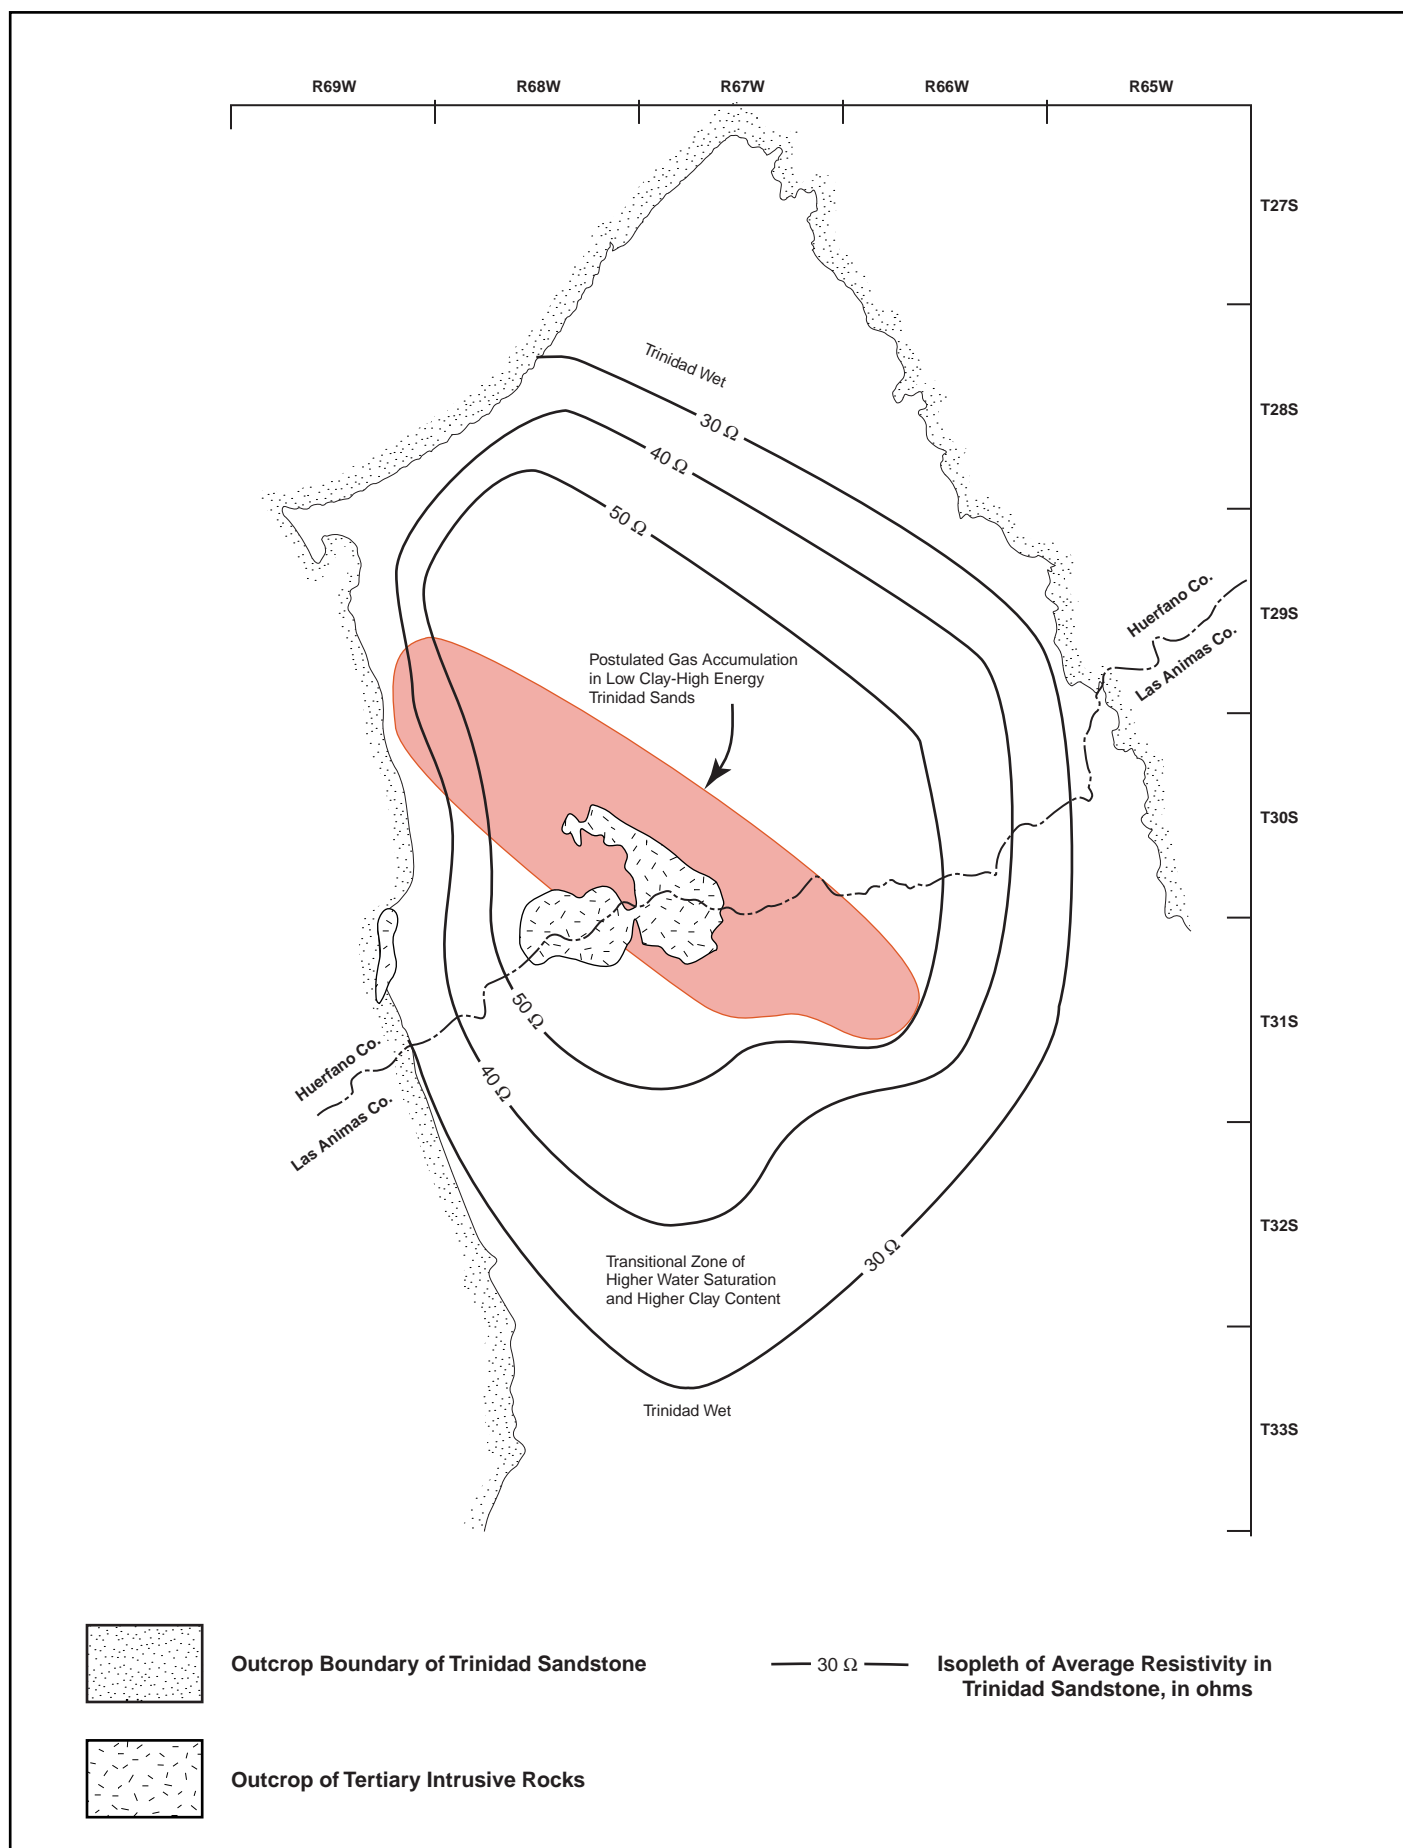 R69W R68W R67W R66W R65W
T27S
Trinidad Wet
T28S
30 Ω
40 Ω
50 Ω
Huerfano Co.
T29S
Las Animas Co.
Postulated Gas Accumulation
in Low Clay-High Energy
Trinidad Sands
T30S
50 Ω
T31S
Huerfano Co.
40 Ω
Las Animas Co.
T32S
30 Ω
Transitional Zone of
Higher Water Saturation
and Higher Clay Content
Trinidad Wet
T33S
Outcrop Boundary of Trinidad Sandstone
30 Ω
Isopleth of Average Resistivity in
Trinidad Sandstone, in ohms
Outcrop of Tertiary Intrusive Rocks